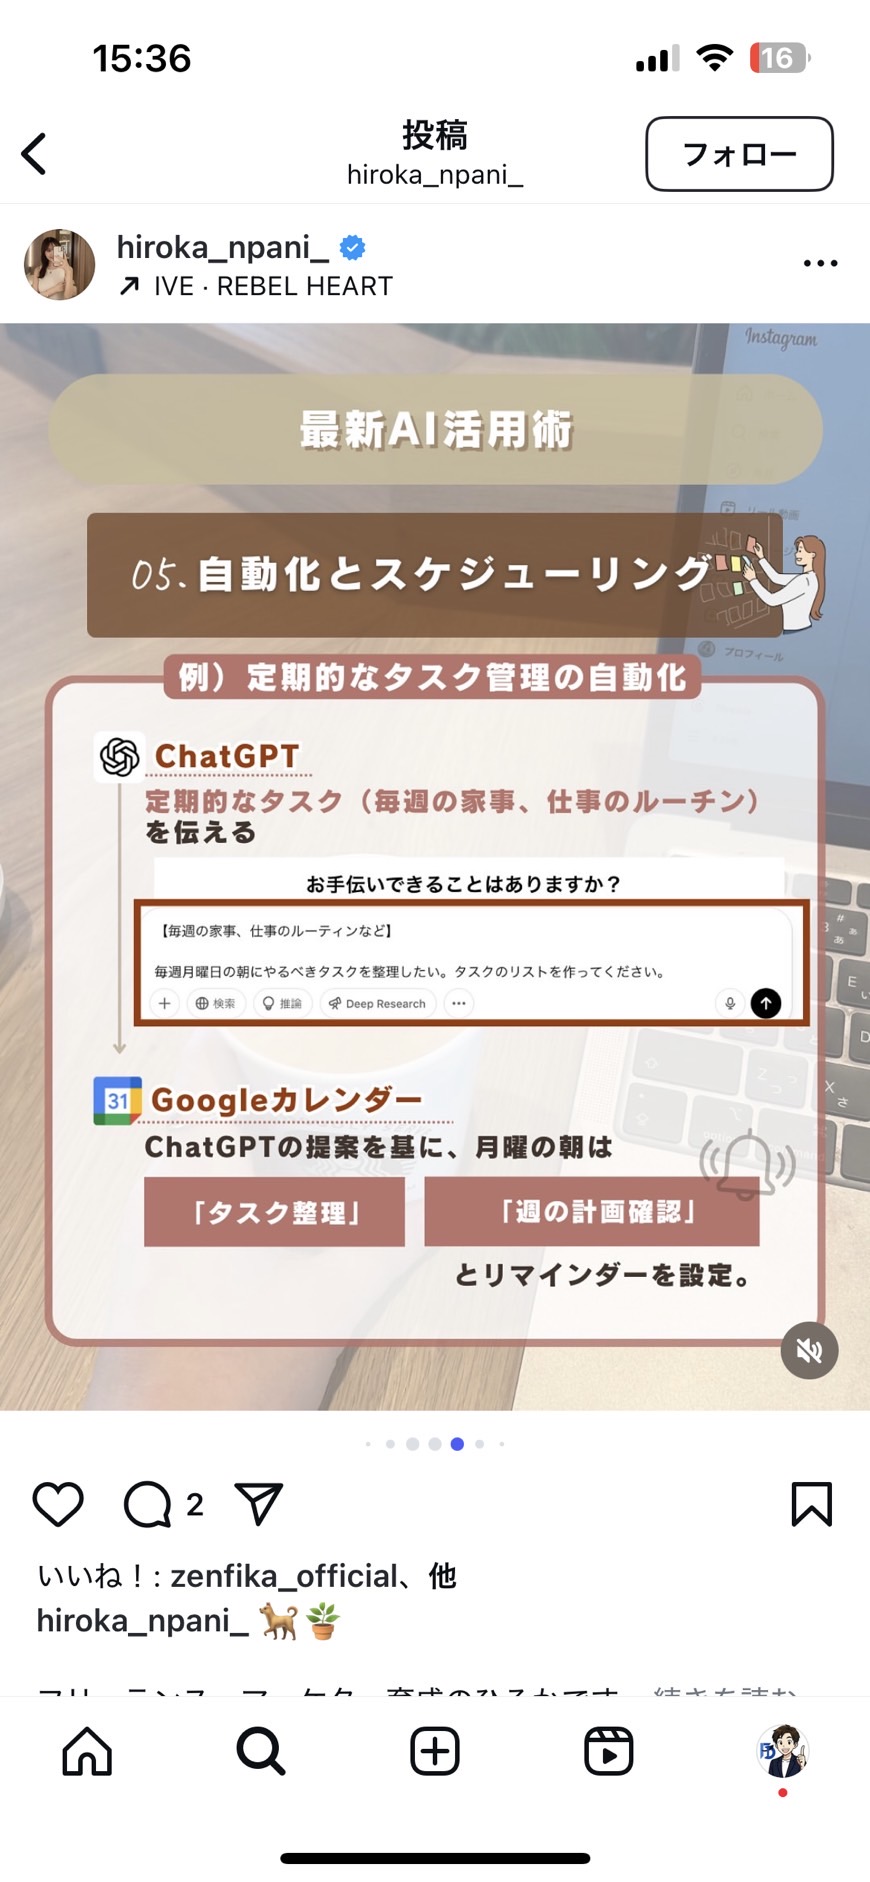 15:36
16
投稿
hiroka_npani_
フォロー
hiroka_npani_
IVE · REBEL HEART
Instagram
最新AI活用術
05.自動化とスケジューリング
プロフィール
例）定期的なタスク管理の自動化
ChatGPT
定期的なタスク（毎週の家事、仕事のルーチン）
を伝える
お手伝いできることはありますか？
【毎週の家事、仕事のルーティンなど】
毎週月曜日の朝にやるべきタスクを整理したい。タスクのリストを作ってください。
検索
推論
Deep Research
31
Googleカレンダー
ChatGPTの提案を基に、月曜の朝は
「タスク整理」
「週の計画確認」
とリマインダーを設定。
2
いいね！: zenfika_official、他
hiroka_npani_ 🐕🪴